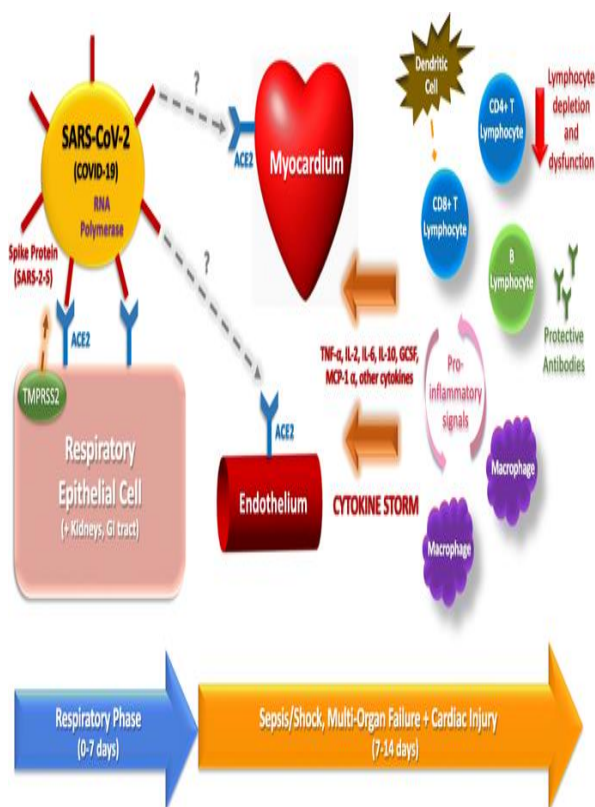 SARS-CoV-2
(COVID-19)
RNA
Polymerase
Spike Protein
(SARS-2-S)
ACE2
TMPRSS2
Respiratory
Epithelial Cell
(+ Kidneys, GI tract)
?
?
ACE2
Myocardium
ACE2
Endothelium
TNF-α, IL-2, IL-6, IL-10, GCSF,
MCP-1 α, other cytokines
CYTOKINE STORM
Dendritic
Cell
CD4+ T
Lymphocyte
Lymphocyte
depletion
and
dysfunction
CD8+ T
Lymphocyte
B
Lymphocyte
Protective
Antibodies
Pro-
inflammatory
signals
Macrophage
Macrophage
Respiratory Phase
(0-7 days)
Sepsis/Shock, Multi-Organ Failure + Cardiac Injury
(7-14 days)